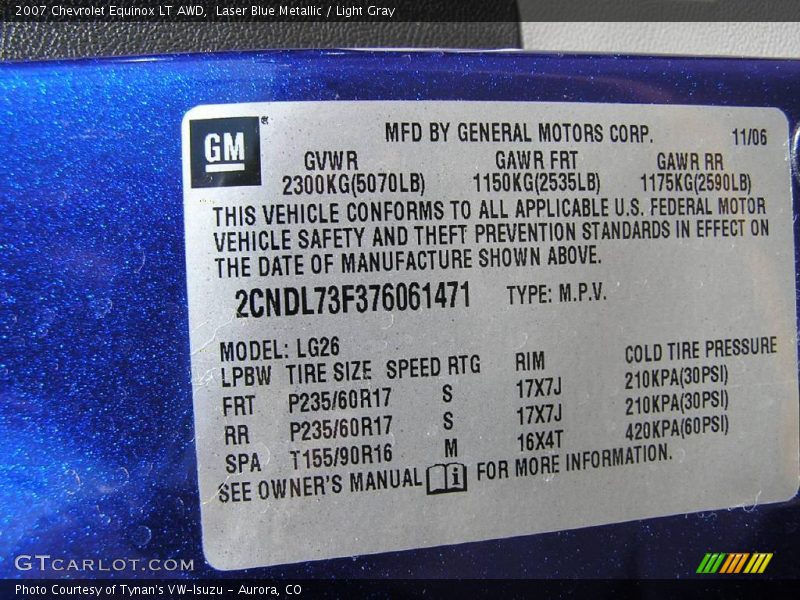 2007 Chevrolet Equinox LT AWD,  Laser Blue Metallic / Light Gray
GM ®
MFD BY GENERAL MOTORS CORP. 11/06
GVWR GAWR FRT GAWR RR
2300KG(5070LB) 1150KG(2535LB) 1175KG(2590LB)
THIS VEHICLE CONFORMS TO ALL APPLICABLE U.S. FEDERAL MOTOR
VEHICLE SAFETY AND THEFT PREVENTION STANDARDS IN EFFECT ON
THE DATE OF MANUFACTURE SHOWN ABOVE.
2CNDL73F376061471 TYPE: M.P.V.
MODEL: LG26
LPBW TIRE SIZE SPEED RTG RIM COLD TIRE PRESSURE
FRT P235/60R17 S 17X7J 210KPA(30PSI)
RR P235/60R17 S 17X7J 210KPA(30PSI)
SPA T155/90R16 M 16X4T 420KPA(60PSI)
SEE OWNER'S MANUAL i FOR MORE INFORMATION.
GTCARLOT.COM
Photo Courtesy of Tynan's VW-Isuzu - Aurora, CO